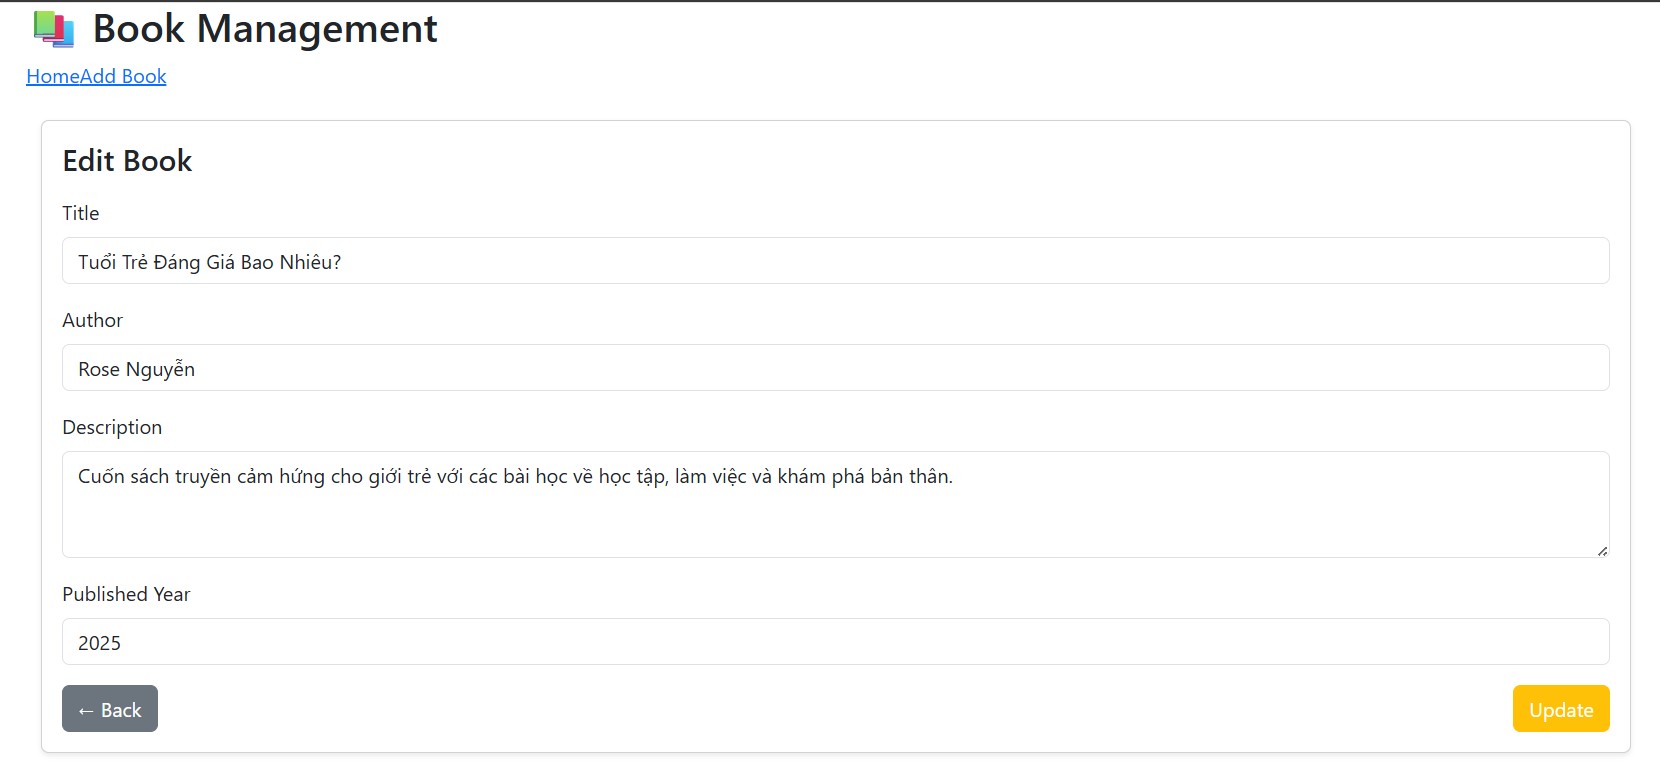 Book Management
HomeAdd Book
Edit Book
Title
Tuổi Trẻ Đáng Giá Bao Nhiêu?
Author
Rose Nguyễn
Description
Cuốn sách truyền cảm hứng cho giới trẻ với các bài học về học tập, làm việc và khám phá bản thân.
Published Year
2025
← Back
Update